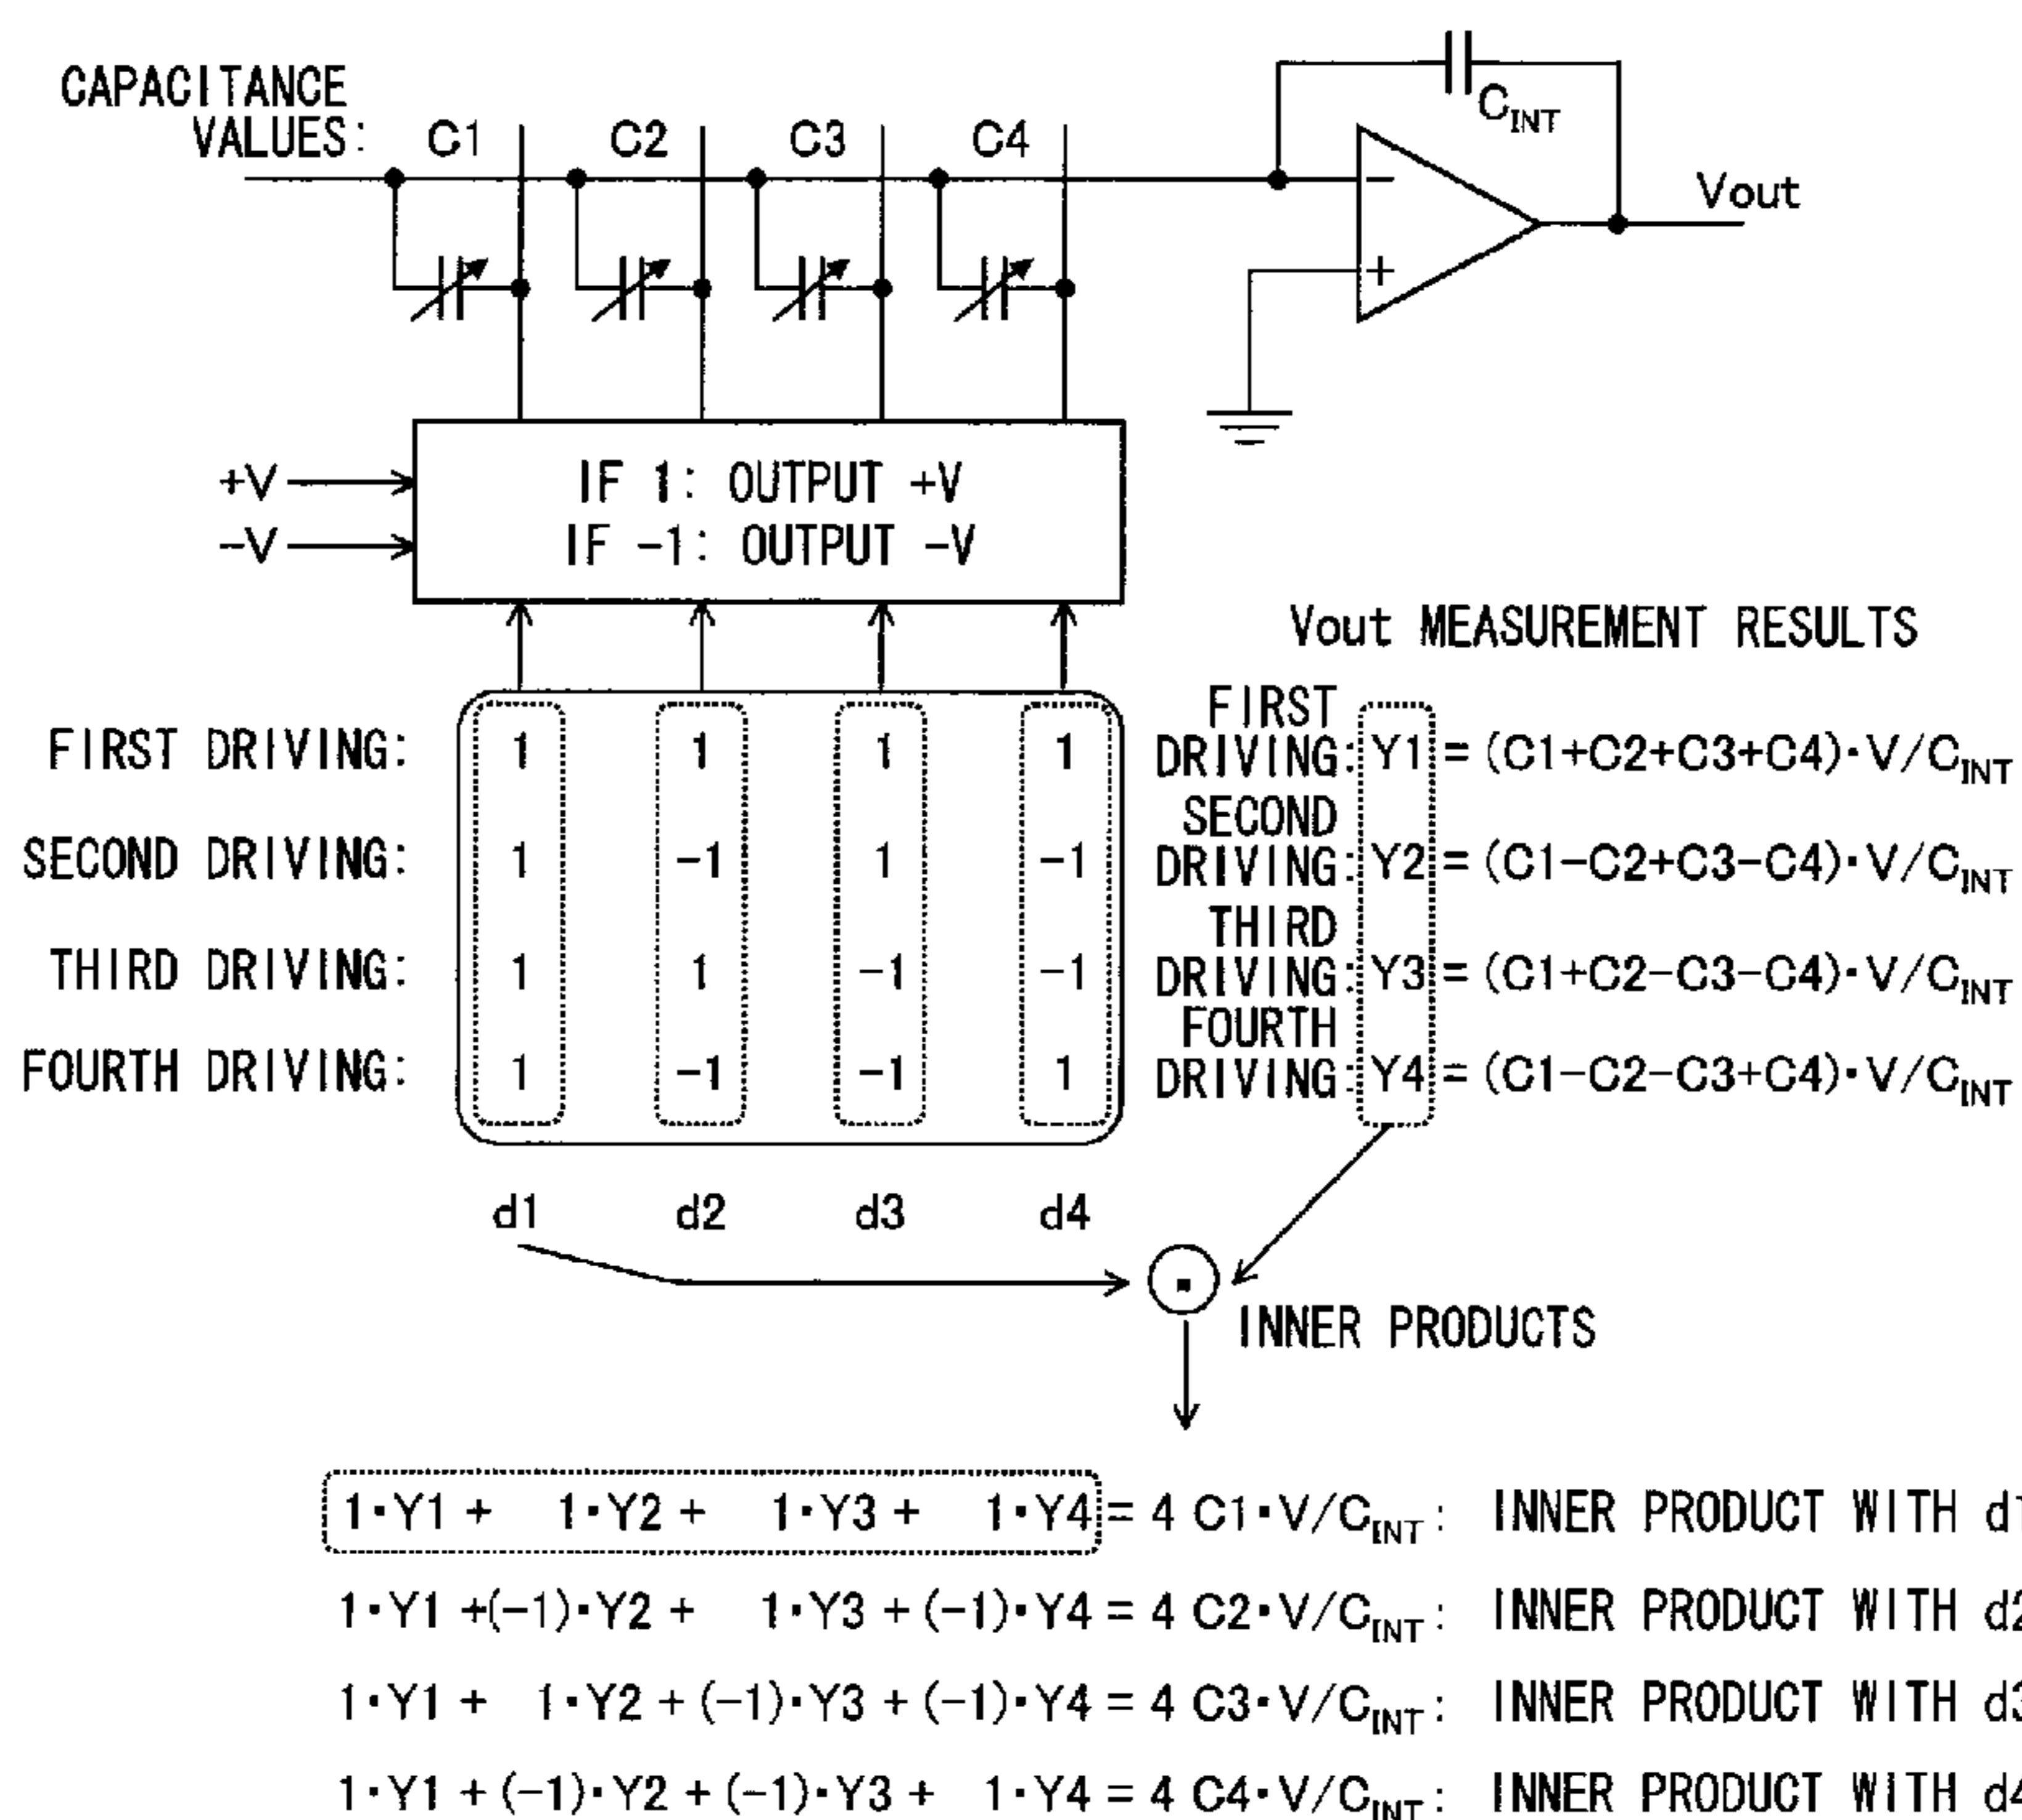 CAPACITANCE
VALUES: C1 C2 C3 C4
C_INT
Vout
− +
+V
−V
IF 1: OUTPUT +V
IF -1: OUTPUT -V
Vout MEASUREMENT RESULTS
FIRST DRIVING: 1 1 1 1
SECOND DRIVING: 1 -1 1 -1
THIRD DRIVING: 1 1 -1 -1
FOURTH DRIVING: 1 -1 -1 1
FIRST
DRIVING: Y1 = (C1+C2+C3+C4)·V/C_INT
SECOND
DRIVING: Y2 = (C1-C2+C3-C4)·V/C_INT
THIRD
DRIVING: Y3 = (C1+C2-C3-C4)·V/C_INT
FOURTH
DRIVING: Y4 = (C1-C2-C3+C4)·V/C_INT
d1 d2 d3 d4
INNER PRODUCTS
1·Y1 + 1·Y2 + 1·Y3 + 1·Y4 = 4 C1·V/C_INT: INNER PRODUCT WITH d1
1·Y1 +(-1)·Y2 + 1·Y3 + (-1)·Y4 = 4 C2·V/C_INT: INNER PRODUCT WITH d2
1·Y1 + 1·Y2 + (-1)·Y3 + (-1)·Y4 = 4 C3·V/C_INT: INNER PRODUCT WITH d3
1·Y1 + (-1)·Y2 + (-1)·Y3 + 1·Y4 = 4 C4·V/C_INT: INNER PRODUCT WITH d4